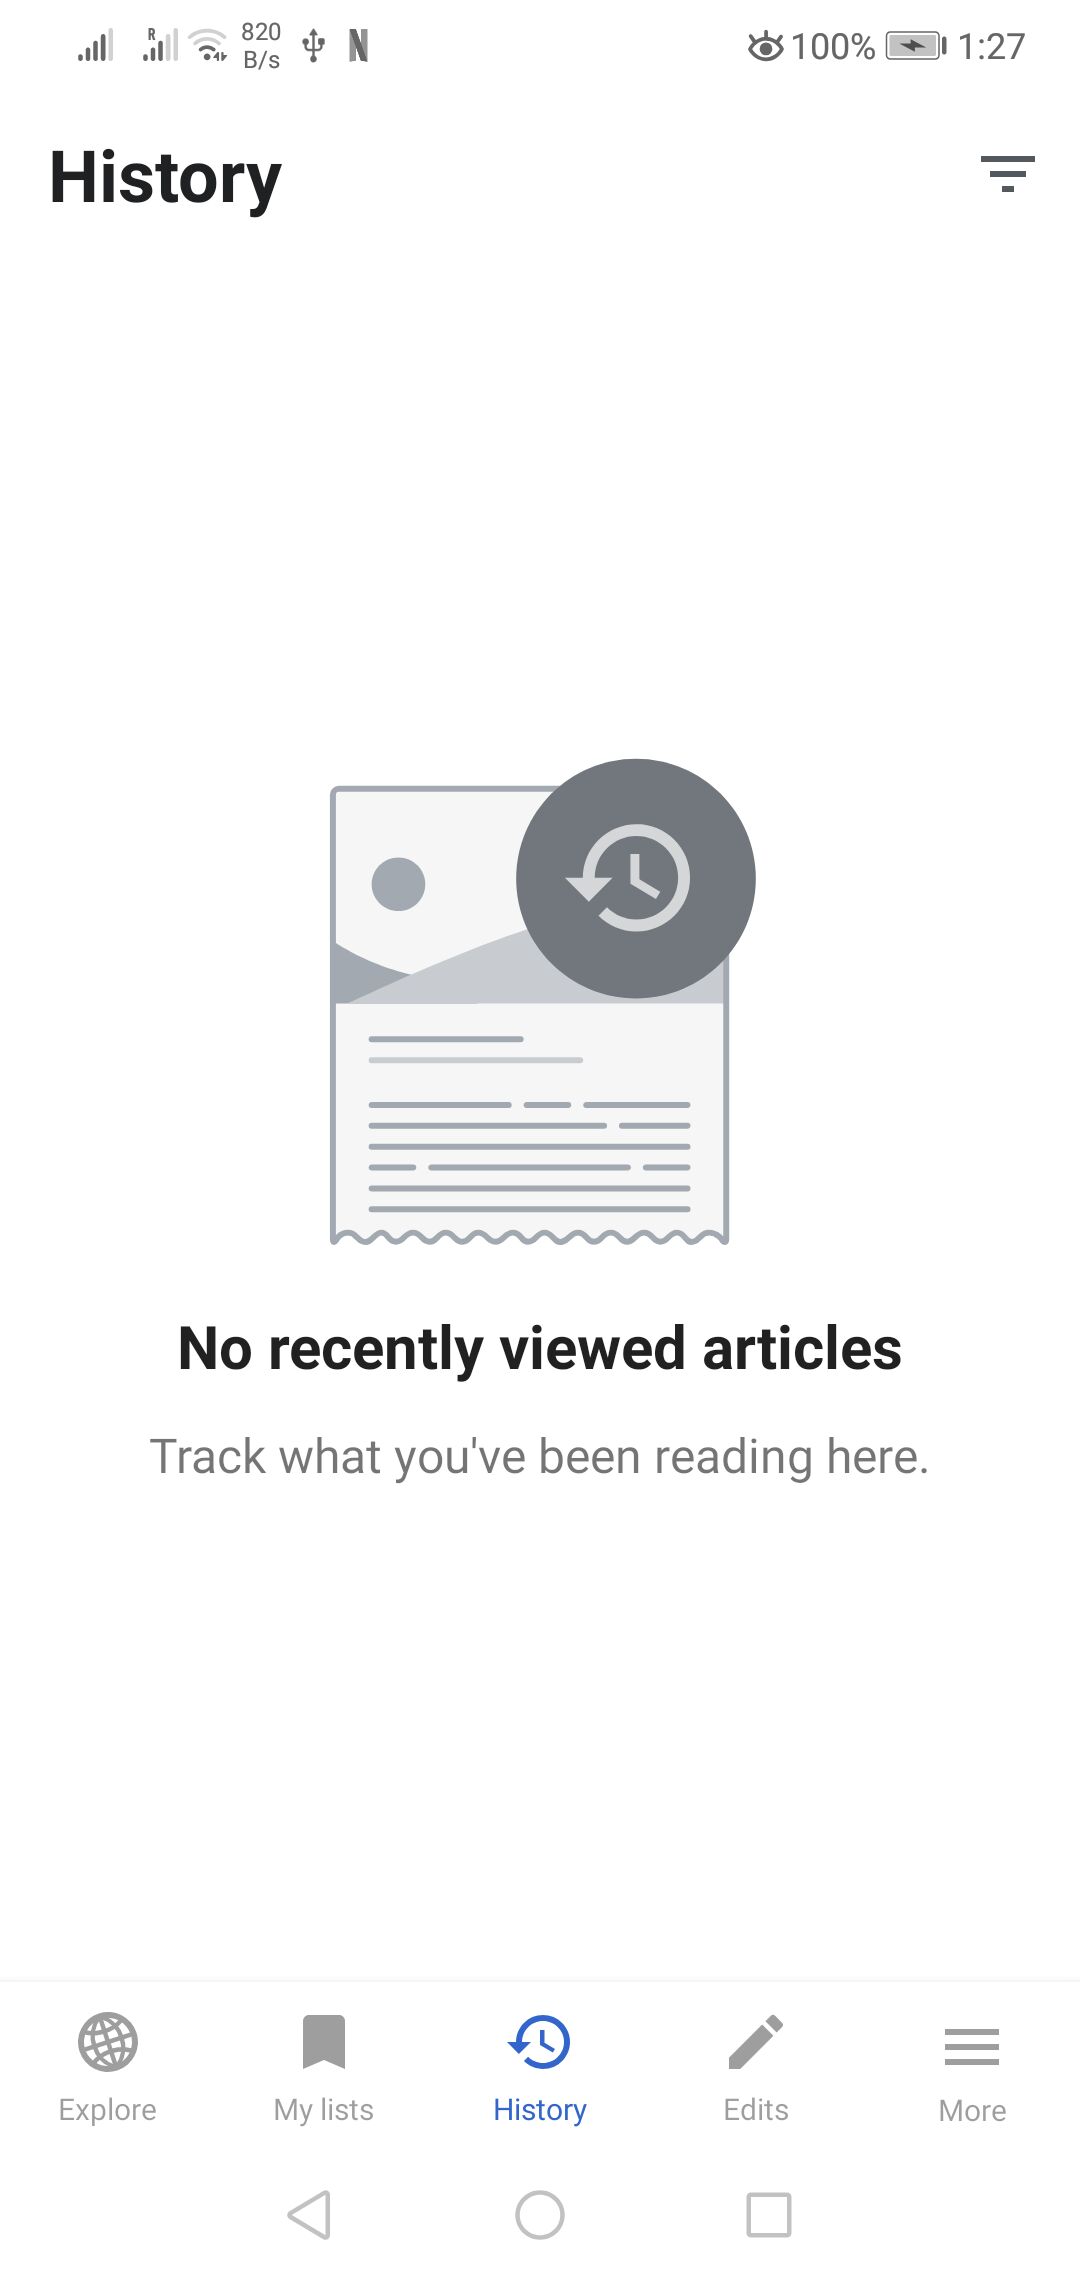 R
820
B/s
100%
1:27
History
No recently viewed articles
Track what you've been reading here.
Explore
My lists
History
Edits
More